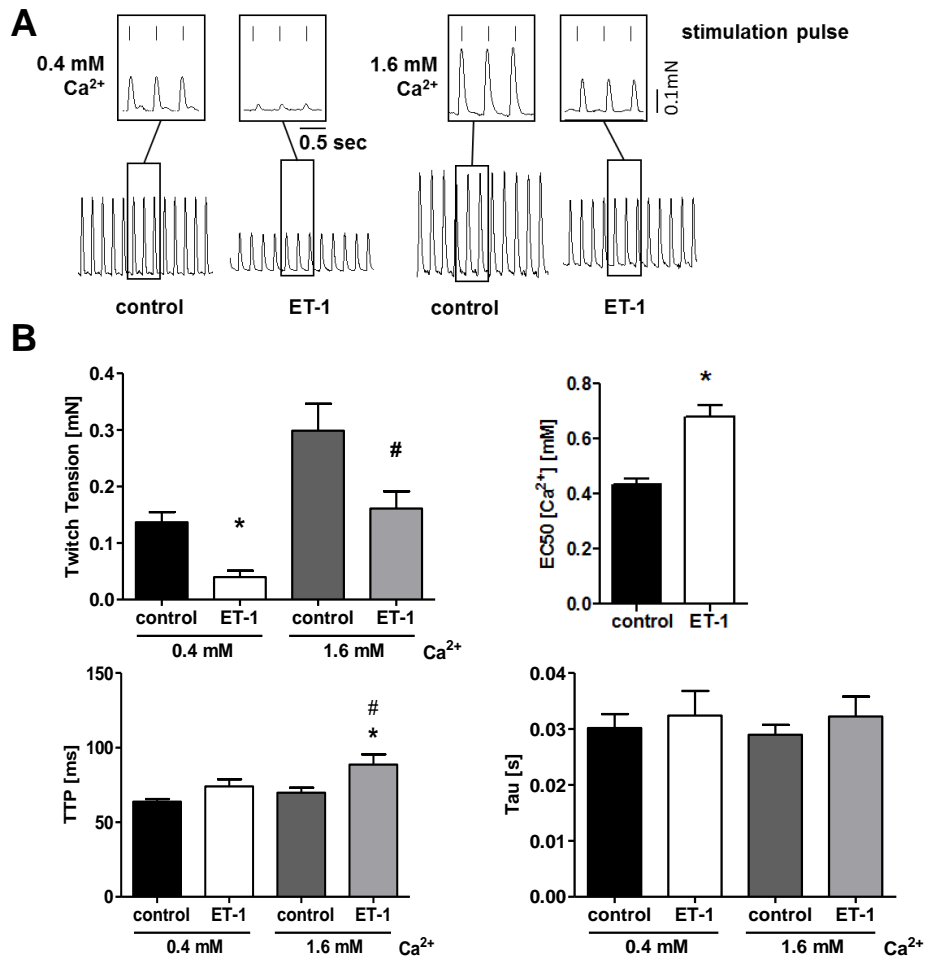 A
0.4 mM
Ca²⁺
0.5 sec
1.6 mM
Ca²⁺
stimulation pulse
0.1mN
control
ET-1
control
ET-1
B
Twitch Tension [mN]
0.4
0.3
0.2
0.1
0.0
control
ET-1
control
ET-1
0.4 mM
1.6 mM
Ca²⁺
*
#
EC50 [Ca²⁺] [mM]
0.8
0.6
0.4
0.2
0.0
control
ET-1
*
TTP [ms]
150
100
50
0
control
ET-1
control
ET-1
0.4 mM
1.6 mM
Ca²⁺
#
*
Tau [s]
0.04
0.03
0.02
0.01
0.00
control
ET-1
control
ET-1
0.4 mM
1.6 mM
Ca²⁺